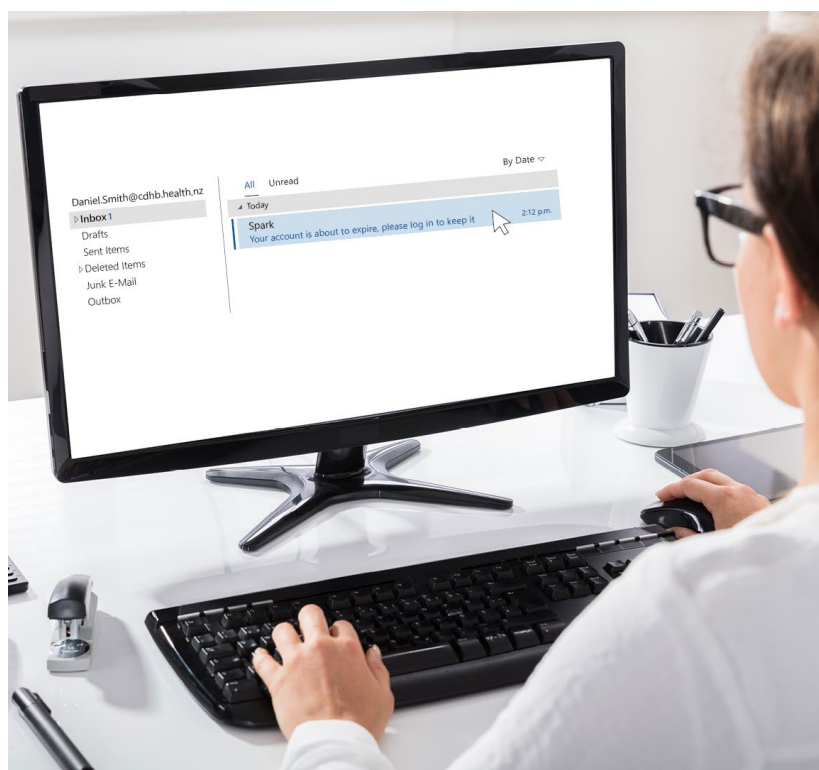 Daniel.Smith@cdhb.health.nz
Inbox 1
Drafts
Sent Items
Deleted Items
Junk E-Mail
Outbox
All Unread
By Date
Today
Spark
Your account is about to expire, please log in to keep it
2:12 p.m.